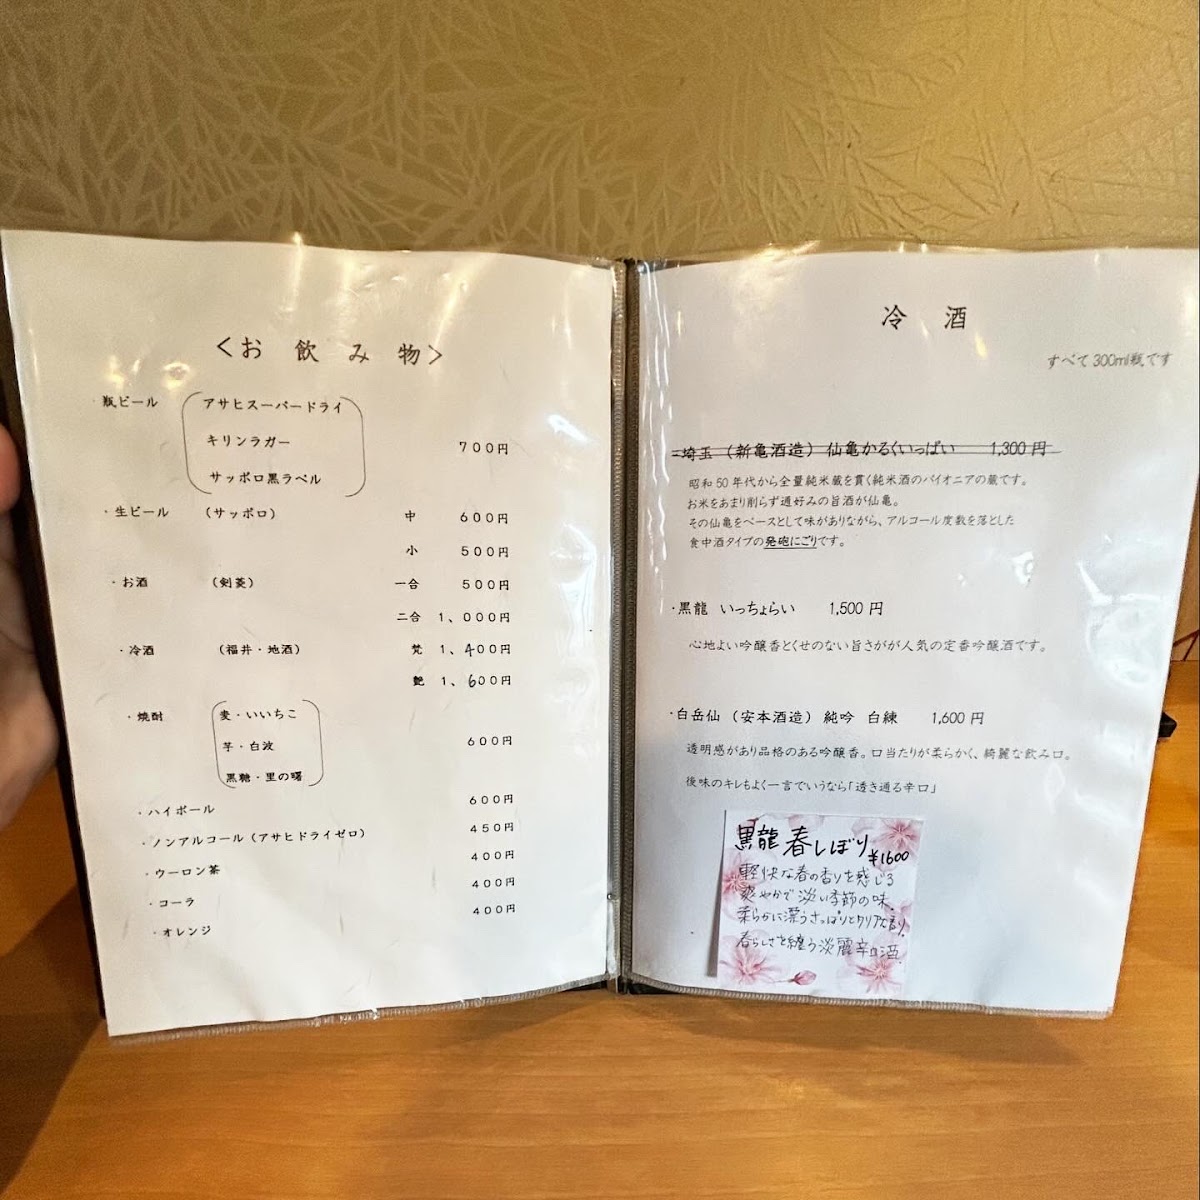 <お飲み物>
・瓶ビール アサヒスーパードライ
キリンラガー 700円
サッポロ黒ラベル
・生ビール (サッポロ) 中 600円
小 500円
・お酒 (剣菱) 一合 500円
二合 1、000円
・冷酒 (福井・地酒) 梵 1、400円
艶 1、600円
・焼酎 麦・いいちこ
芋・白波 600円
黒糖・里の曙
・ハイボール 600円
・ノンアルコール(アサヒドライゼロ) 450円
・ウーロン茶 400円
・コーラ 400円
・オレンジ 400円
冷酒
すべて300ml瓶です
・埼玉(新亀酒造)仙亀かるくいっぱい 1,300円
昭和50年代から全量純米蔵を貫く純米酒のパイオニアの蔵です。
お米をあまり削らず通好みの旨酒が仙亀。
その仙亀をベースとして味がありながら、アルコール度数を落とした
食中酒タイプの発砲にごりです。
・黒龍 いっちょらい 1,500円
心地よい吟醸香とくせのない旨さがが人気の定番吟醸酒です。
・白岳仙(安本酒造)純吟 白練 1,600円
透明感があり品格のある吟醸香。口当たりが柔らかく、綺麗な飲み口。
後味のキレもよく一言でいうなら「透き通る辛口」
黒龍 春しぼり ¥1600
軽快な春の香りを感じる
爽やかで淡い季節の味.
柔らかに漂うさっぱりとクリアな香り.
春らしさを纏う淡麗辛口酒.